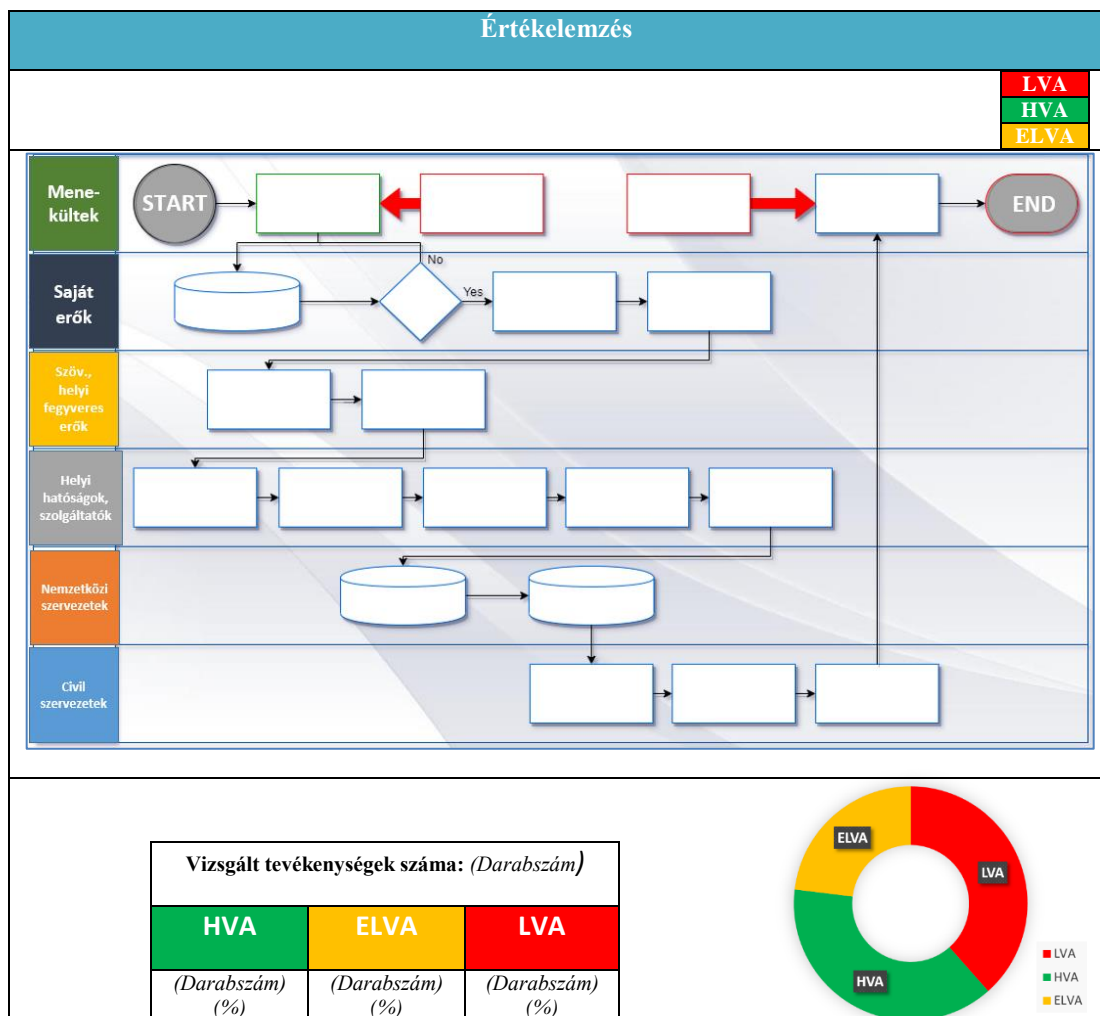 Értékelemzés
LVA
HVA
ELVA
Mene-
kültek
START
END
No
Saját
erők
Yes
Szöv.,
helyi
fegyveres
erők
Helyi
hatóságok,
szolgáltatók
Nemzetközi
szervezetek
Civil
szervezetek
Vizsgált tevékenységek száma: (Darabszám)
HVA ELVA LVA
(Darabszám) (Darabszám) (Darabszám)
(%) (%) (%)
ELVA
LVA
HVA
LVA
HVA
ELVA